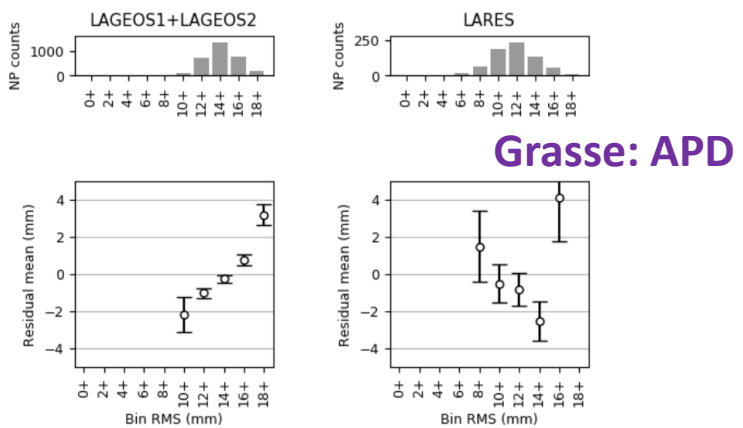 LAGEOS1+LAGEOS2
LARES
NP counts
1000
0
0+ 2+ 4+ 6+ 8+ 10+ 12+ 14+ 16+ 18+
NP counts
250
0
0+ 2+ 4+ 6+ 8+ 10+ 12+ 14+ 16+ 18+
Grasse: APD
Residual mean (mm)
4
2
0
−2
−4
0+ 2+ 4+ 6+ 8+ 10+ 12+ 14+ 16+ 18+
Bin RMS (mm)
Residual mean (mm)
4
2
0
−2
−4
0+ 2+ 4+ 6+ 8+ 10+ 12+ 14+ 16+ 18+
Bin RMS (mm)